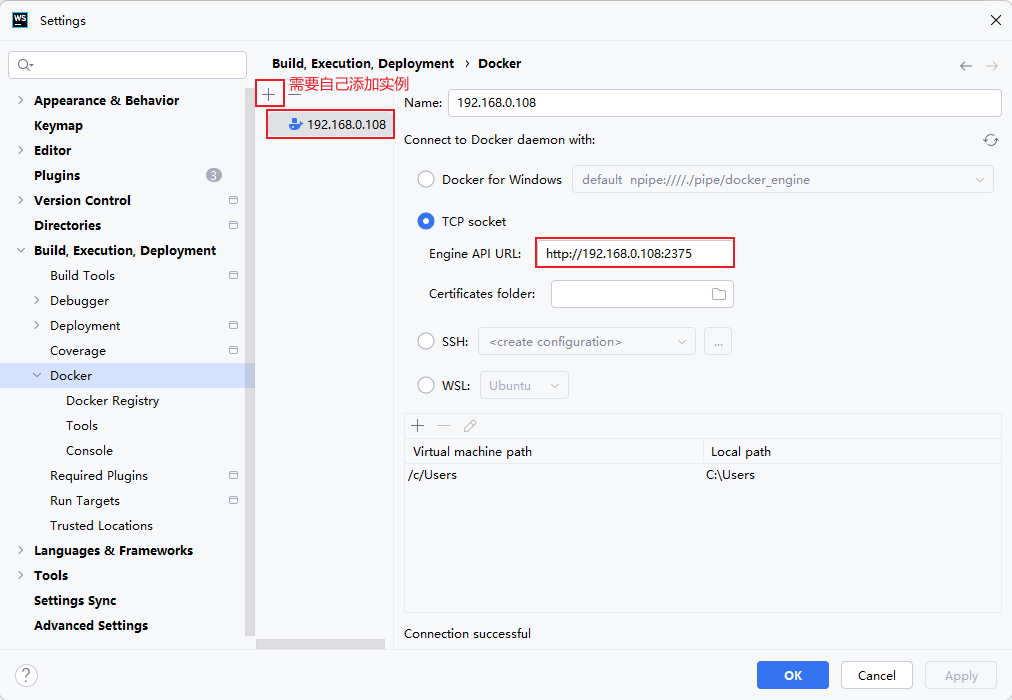 WS
Settings
Build, Execution, Deployment › Docker
需要自己添加实例
192.168.0.108
Appearance & Behavior
Keymap
Editor
Plugins 3
Version Control
Directories
Build, Execution, Deployment
Build Tools
Debugger
Deployment
Coverage
Docker
Docker Registry
Tools
Console
Required Plugins
Run Targets
Trusted Locations
Languages & Frameworks
Tools
Settings Sync
Advanced Settings
Name: 192.168.0.108
Connect to Docker daemon with:
Docker for Windows default npipe:////./pipe/docker_engine
TCP socket
Engine API URL: http://192.168.0.108:2375
Certificates folder:
SSH: <create configuration> ...
WSL: Ubuntu
Virtual machine path Local path
/c/Users C:\Users
Connection successful
? OK Cancel Apply